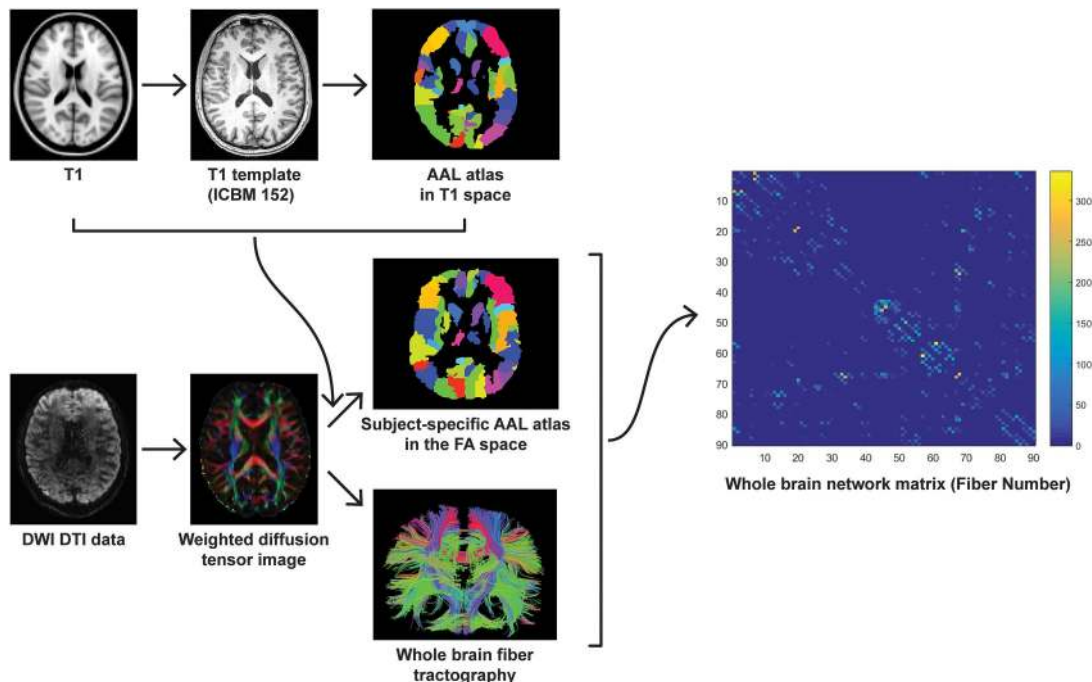 T1
T1 template
(ICBM 152)
AAL atlas
in T1 space
Subject-specific AAL atlas
in the FA space
DWI DTI data
Weighted diffusion
tensor image
Whole brain fiber
tractography
10
20
30
40
50
60
70
80
90
10 20 30 40 50 60 70 80 90
300
250
200
150
100
50
0
Whole brain network matrix (Fiber Number)